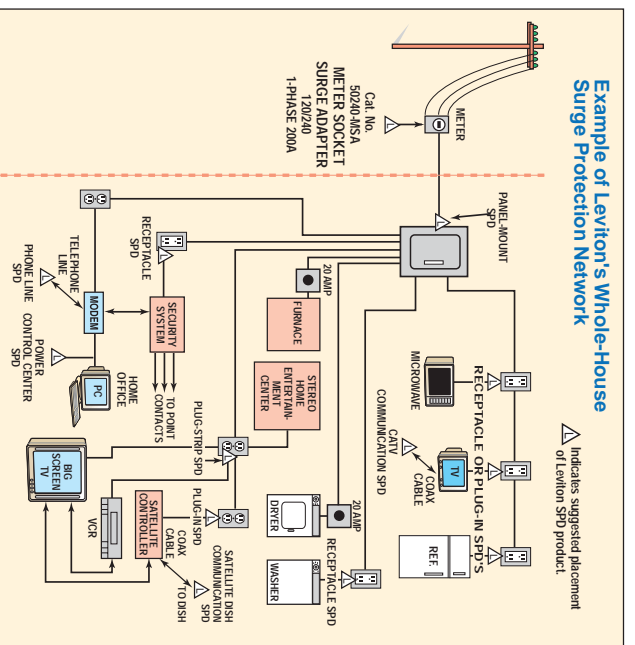 Example of Leviton's Whole-House
Surge Protection Network
L Indicates suggested placement
of Leviton SPD product.
METER
Cat. No.
50240-MSA
METER SOCKET
SURGE ADAPTER
120/240
1-PHASE 200A
L
PANEL-MOUNT
SPD
L
RECEPTACLE OR PLUG-IN SPD'S
L
L
L
MICROWAVE
TV
COAX
CABLE
L
CATV
COMMUNICATION SPD
REF.
20 AMP
FURNACE
20 AMP
DRYER
RECEPTACLE SPD
L
WASHER
STEREO
HOME
ENTERTAIN-
MENT
CENTER
RECEPTACLE
SPD
L
SECURITY
SYSTEM
TO POINT
CONTACTS
TELEPHONE
LINE
MODEM
L
PHONE LINE
SPD
L
POWER
CONTROL CENTER
SPD
HOME
OFFICE
PC
PLUG-STRIP SPD
L
PLUG-IN SPD
L
SATELLITE
CONTROLLER
COAX
CABLE
SATELLITE DISH
COMMUNICATION
SPD
L
TO DISH
VCR
BIG
SCREEN
TV